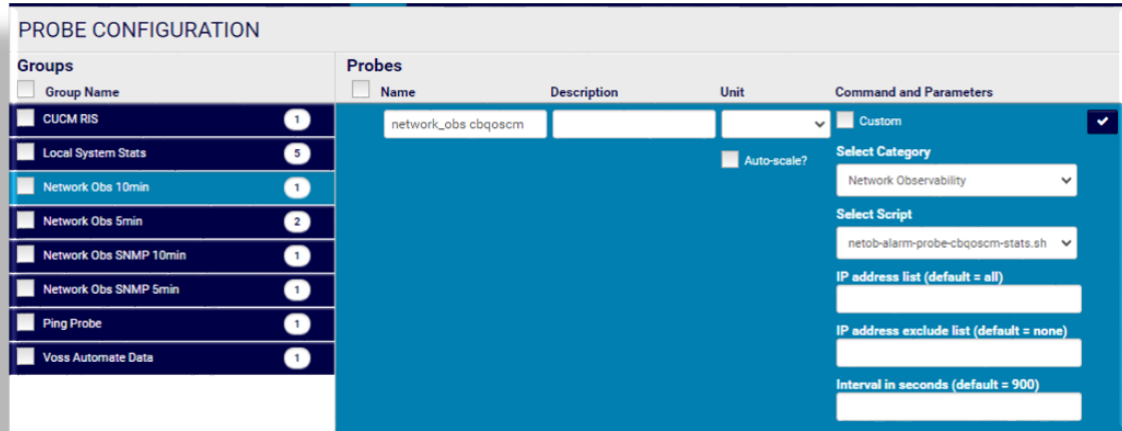 PROBE CONFIGURATION
Groups
Group Name
CUCM RIS 1
Local System Stats 5
Network Obs 10min 1
Network Obs 5min 2
Network Obs SNMP 10min 1
Network Obs SNMP 5min 1
Ping Probe 1
Voss Automate Data 1
Probes
Name Description Unit Command and Parameters
network_obs cbqoscm
Auto-scale?
Custom
Select Category
Network Observability
Select Script
netob-alarm-probe-cbqoscm-stats.sh
IP address list (default = all)
IP address exclude list (default = none)
Interval in seconds (default = 900)